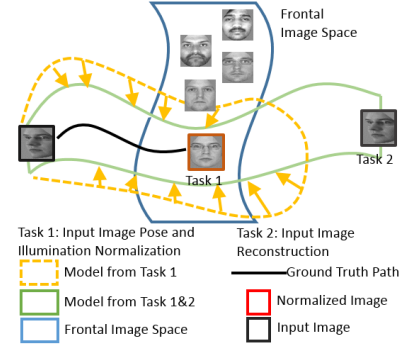 Frontal
Image Space
Task 1
Task 2
Task 1: Input Image Pose and
Illumination Normalization
Task 2: Input Image
Reconstruction
Model from Task 1
Ground Truth Path
Model from Task 1&2
Normalized Image
Frontal Image Space
Input Image